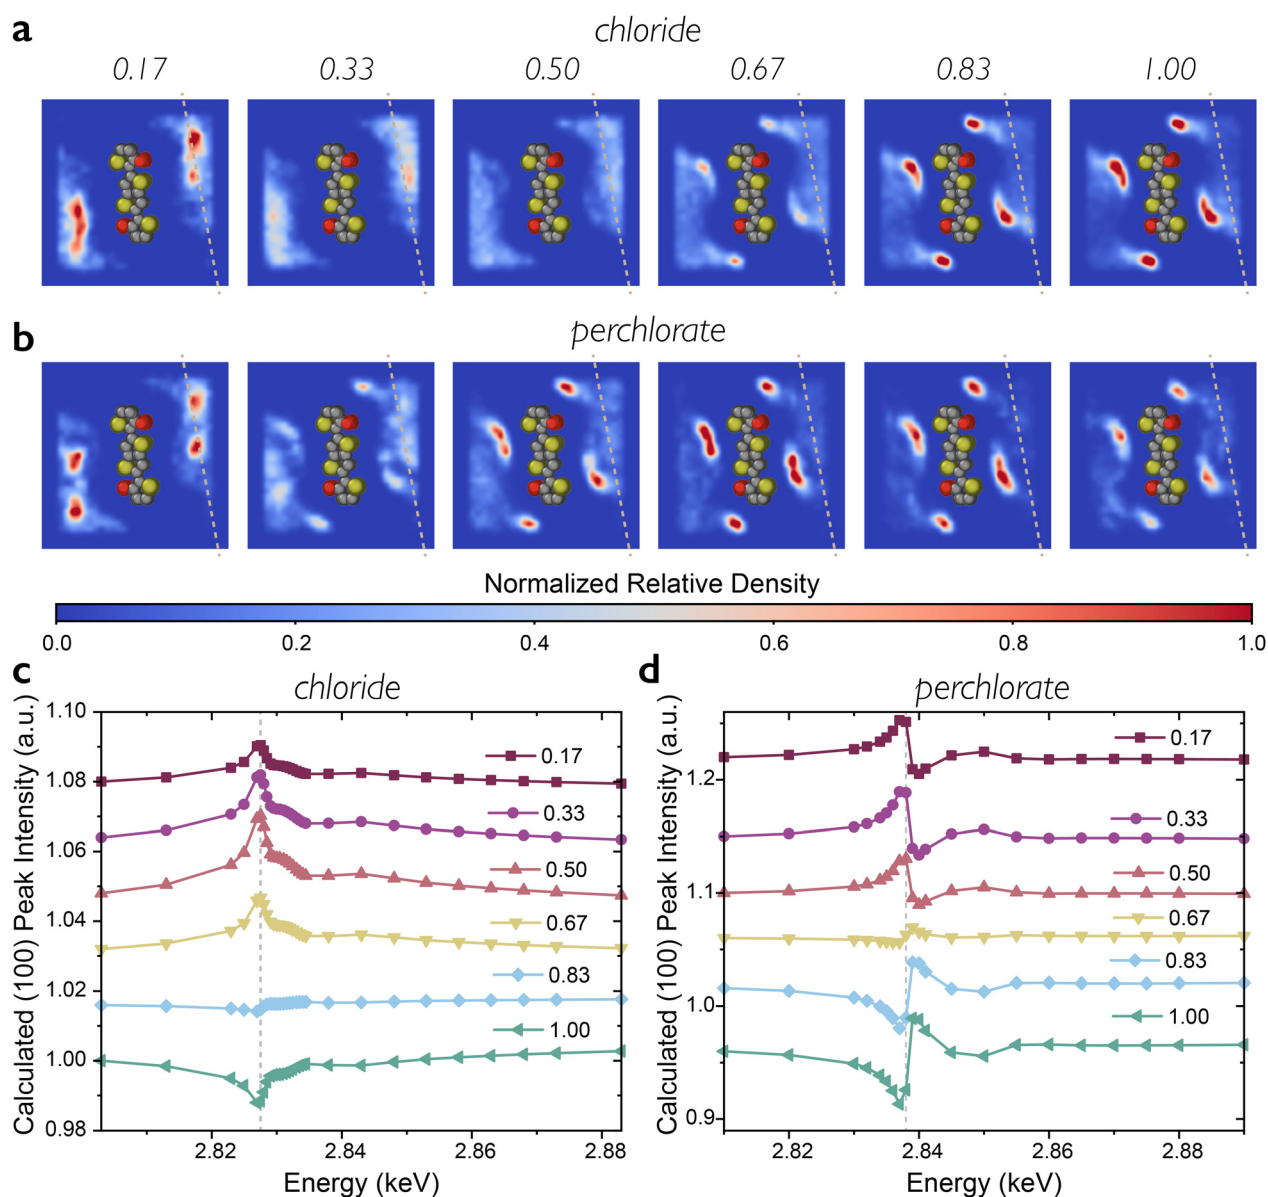 a
chloride
0.17 0.33 0.50 0.67 0.83 1.00
b
perchlorate
Normalized Relative Density
0.0 0.2 0.4 0.6 0.8 1.0
c
chloride
Calculated (100) Peak Intensity (a.u.)
1.10
1.08
1.06
1.04
1.02
1.00
0.98
0.17
0.33
0.50
0.67
0.83
1.00
2.82 2.84 2.86 2.88
Energy (keV)
d
perchlorate
Calculated (100) Peak Intensity (a.u.)
1.2
1.1
1.0
0.9
0.17
0.33
0.50
0.67
0.83
1.00
2.82 2.84 2.86 2.88
Energy (keV)